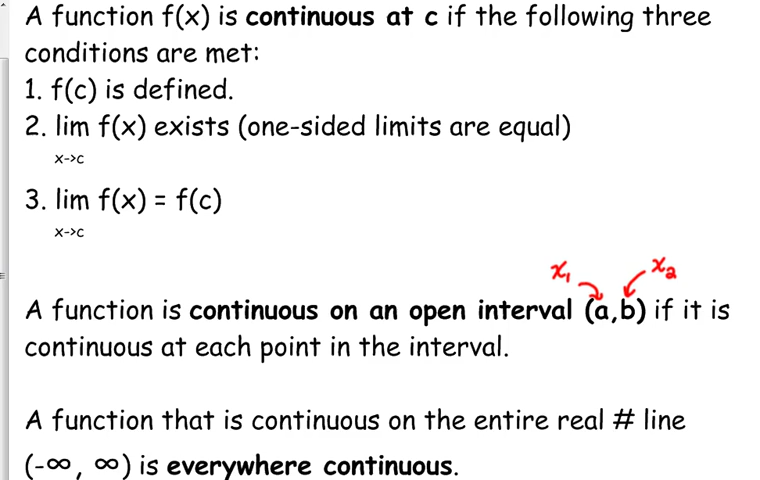 A function f(x) is continuous at c if the following three
conditions are met:
1. f(c) is defined.
2. lim f(x) exists (one-sided limits are equal)
x->c
3. lim f(x) = f(c)
x->c
x₁ x₂
A function is continuous on an open interval (a,b) if it is
continuous at each point in the interval.
A function that is continuous on the entire real # line
(-∞, ∞) is everywhere continuous.